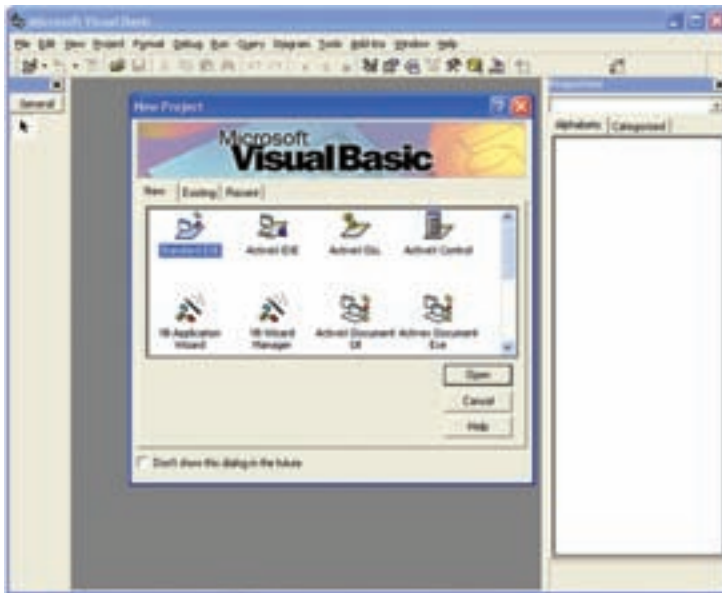 Microsoft Visual Basic
File Edit View Project Format Debug Run Query Diagram Tools Add-Ins Window Help
General
New Project
Microsoft
Visual Basic
New Existing Recent
Alphabetic Categorized
Standard EXE ActiveX EXE ActiveX DLL ActiveX Control
VB Application Wizard VB Wizard Manager ActiveX Document Dll Activex Document Exe
Open
Cancel
Help
Don't show this dialog in the future